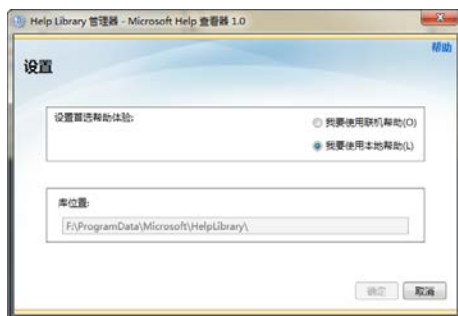 Help Library 管理器 - Microsoft Help 查看器 1.0
帮助
设置
设置首选帮助体验:
我要使用联机帮助(O)
我要使用本地帮助(L)
库位置:
F:\ProgramData\Microsoft\HelpLibrary\
确定
取消